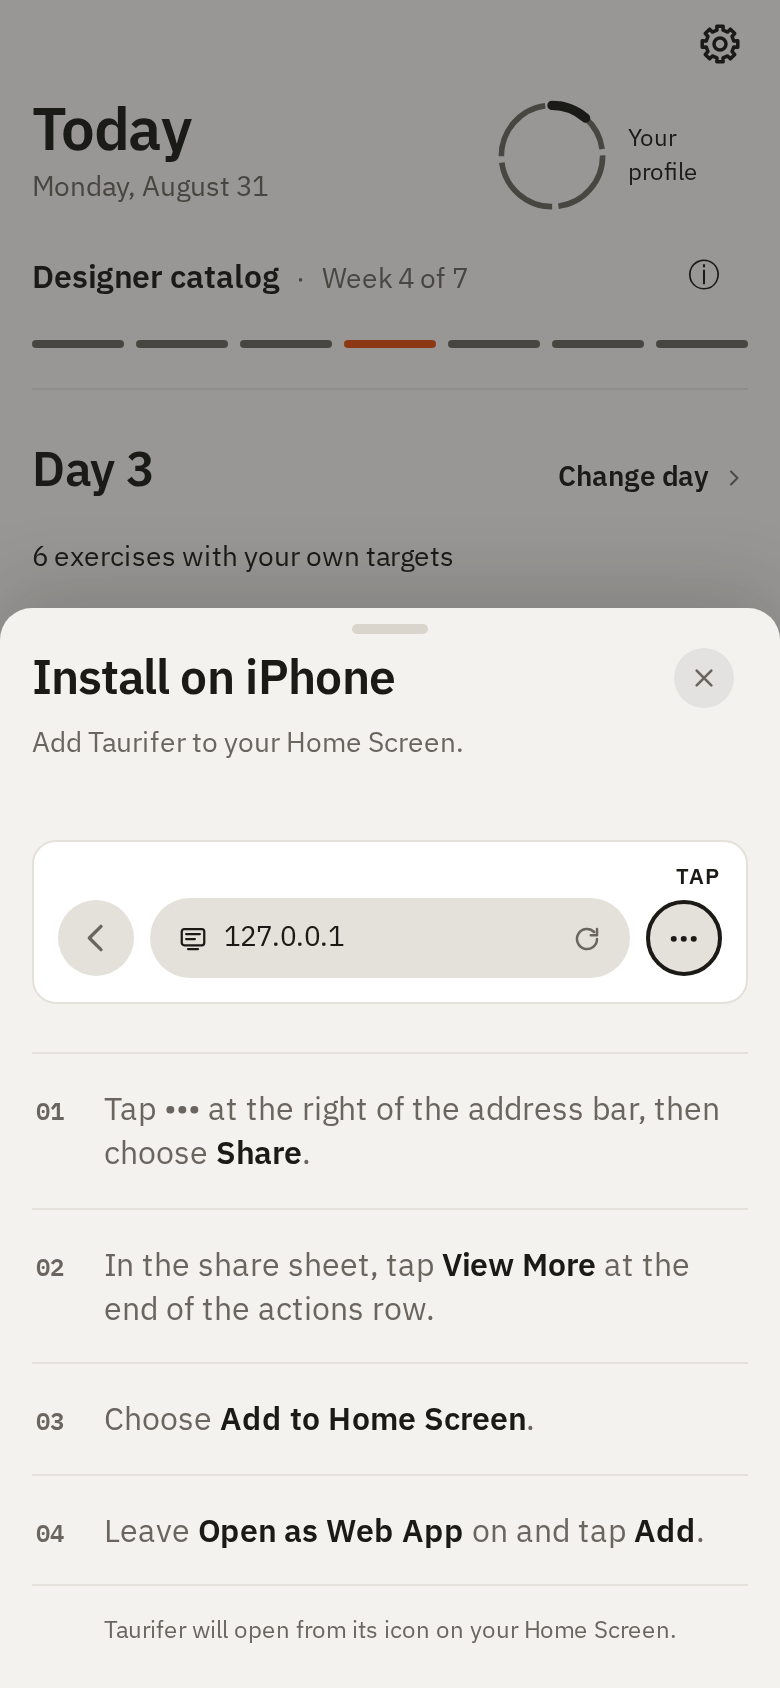 Today
Monday, August 31
Your
profile
Designer catalog · Week 4 of 7
Day 3
Change day
6 exercises with your own targets
Install on iPhone
Add Taurifer to your Home Screen.
TAP
127.0.0.1
01 Tap ••• at the right of the address bar, then
choose Share.
02 In the share sheet, tap View More at the
end of the actions row.
03 Choose Add to Home Screen.
04 Leave Open as Web App on and tap Add.
Taurifer will open from its icon on your Home Screen.